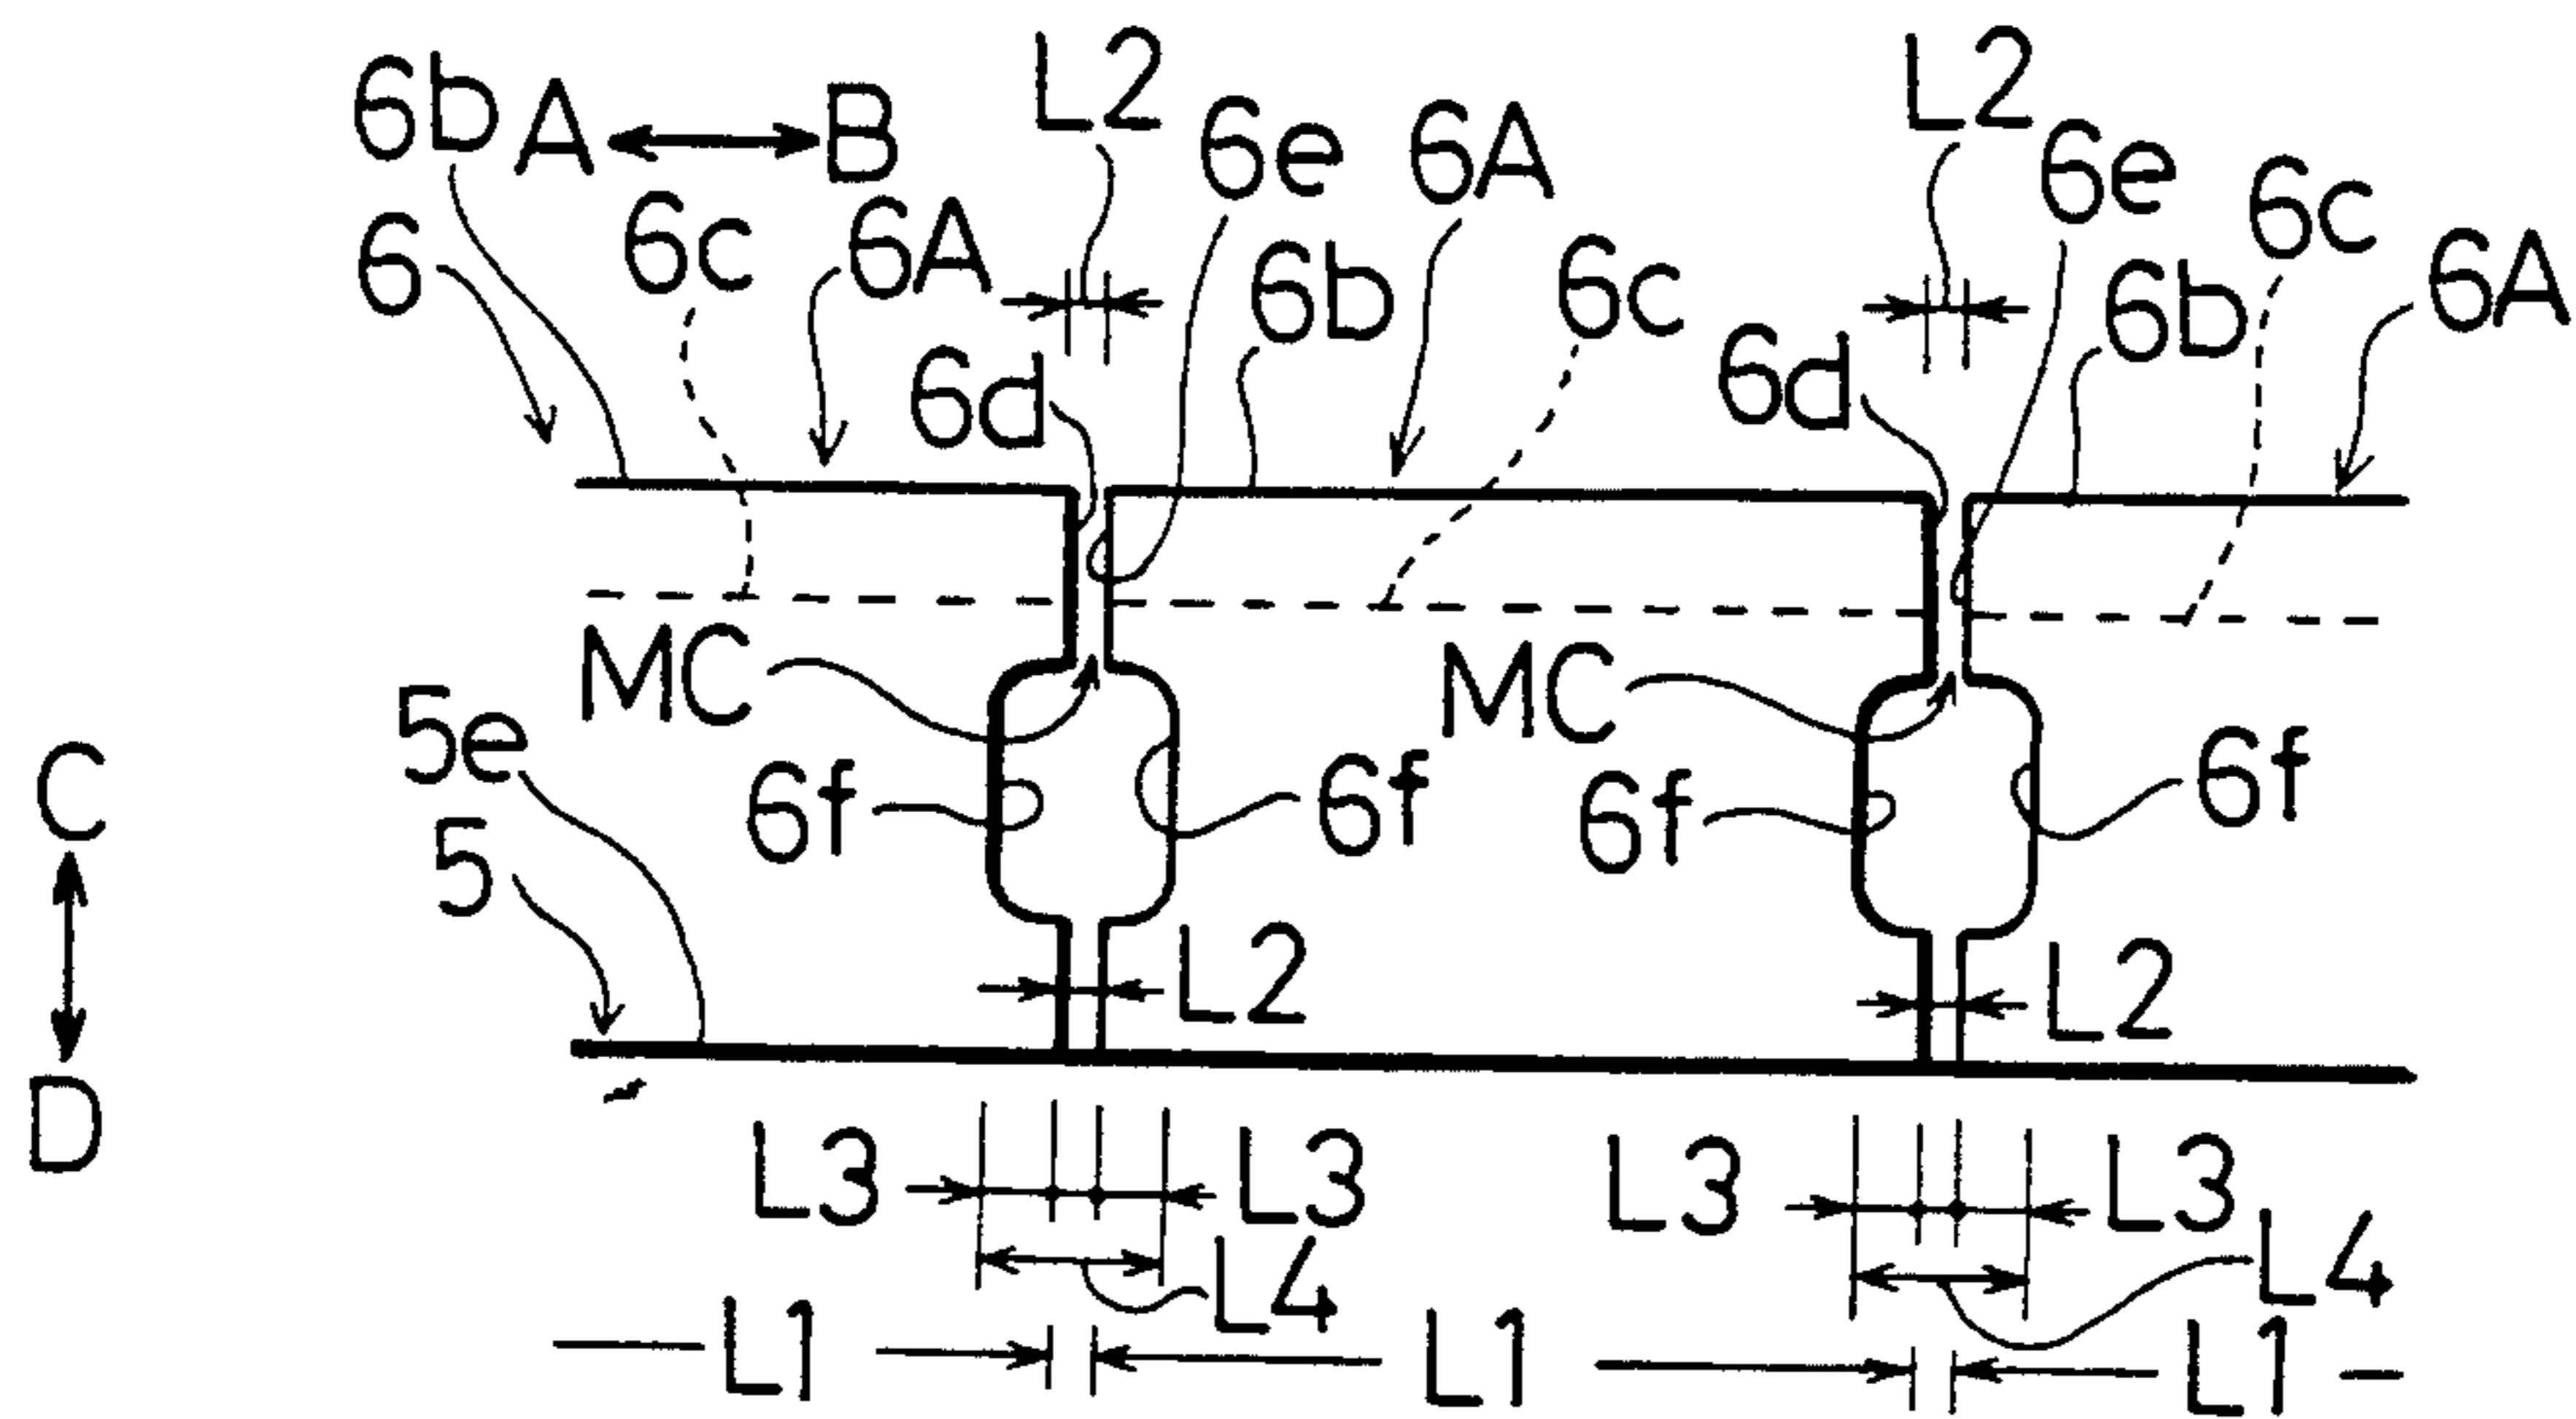 6b A B L2 L2
6 6c 6A 6e 6A 6e 6c
6b 6c 6b 6A
6d 6d
MC MC
5e
C 6f 6f 6f 6f
5
L2 L2
D
L3 L3 L3 L3
L4 L4
L1 L1 L1